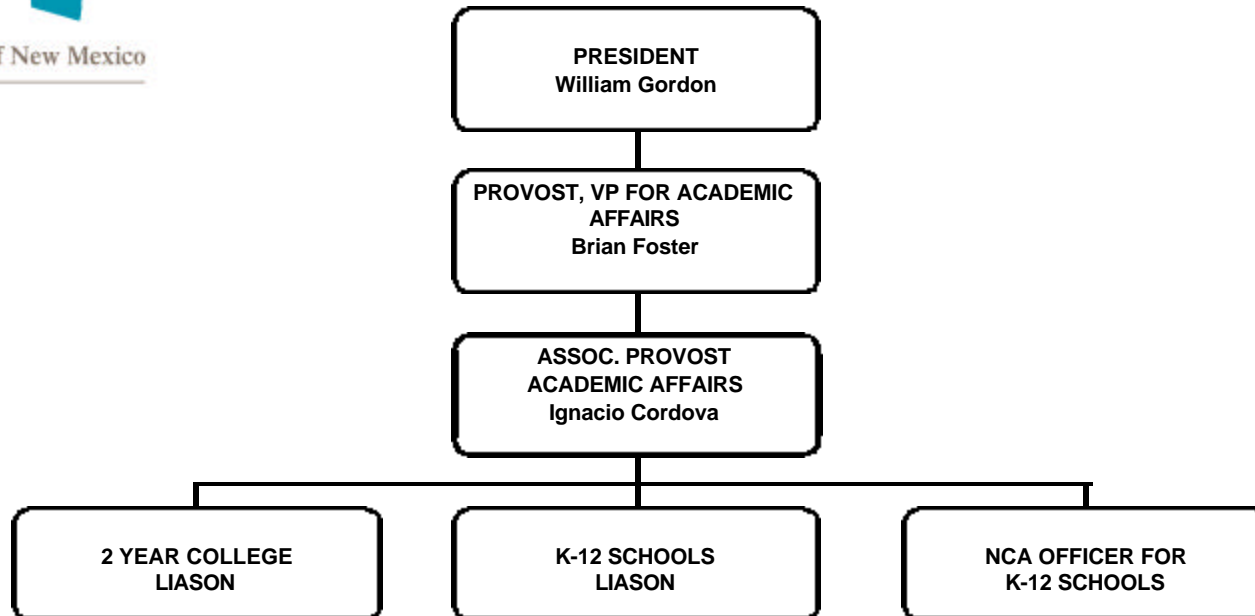 New Mexico
PRESIDENT
William Gordon
PROVOST, VP FOR ACADEMIC
AFFAIRS
Brian Foster
ASSOC. PROVOST
ACADEMIC AFFAIRS
Ignacio Cordova
2 YEAR COLLEGE
LIASON
K-12 SCHOOLS
LIASON
NCA OFFICER FOR
K-12 SCHOOLS